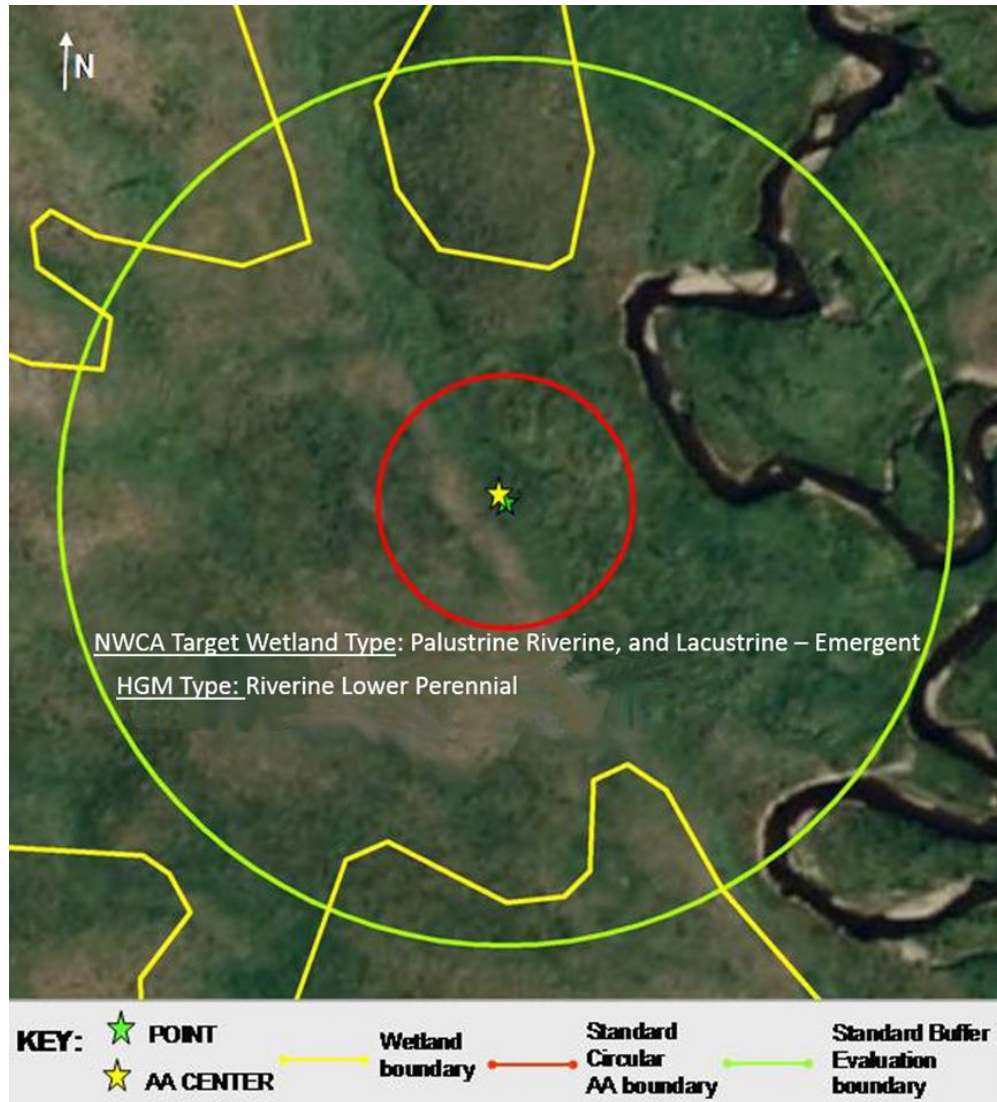 N
NWCA Target Wetland Type: Palustrine Riverine, and Lacustrine – Emergent
HGM Type: Riverine Lower Perennial
KEY:
POINT
AA CENTER
Wetland
boundary
Standard
Circular
AA boundary
Standard Buffer
Evaluation
boundary